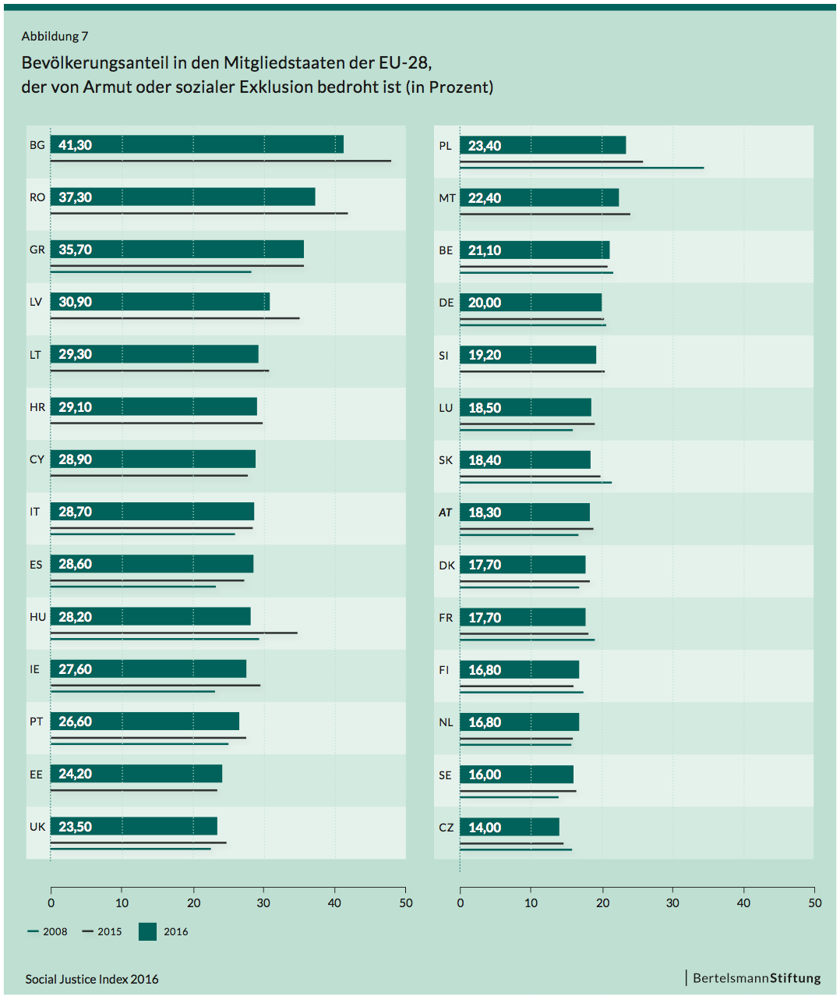 Abbildung 7
Bevölkerungsanteil in den Mitgliedstaaten der EU-28,
der von Armut oder sozialer Exklusion bedroht ist (in Prozent)
BG 41,30
RO 37,30
GR 35,70
LV 30,90
LT 29,30
HR 29,10
CY 28,90
IT 28,70
ES 28,60
HU 28,20
IE 27,60
PT 26,60
EE 24,20
UK 23,50
0 10 20 30 40 50
PL 23,40
MT 22,40
BE 21,10
DE 20,00
SI 19,20
LU 18,50
SK 18,40
AT 18,30
DK 17,70
FR 17,70
FI 16,80
NL 16,80
SE 16,00
CZ 14,00
0 10 20 30 40 50
2008 2015 2016
Social Justice Index 2016
BertelsmannStiftung